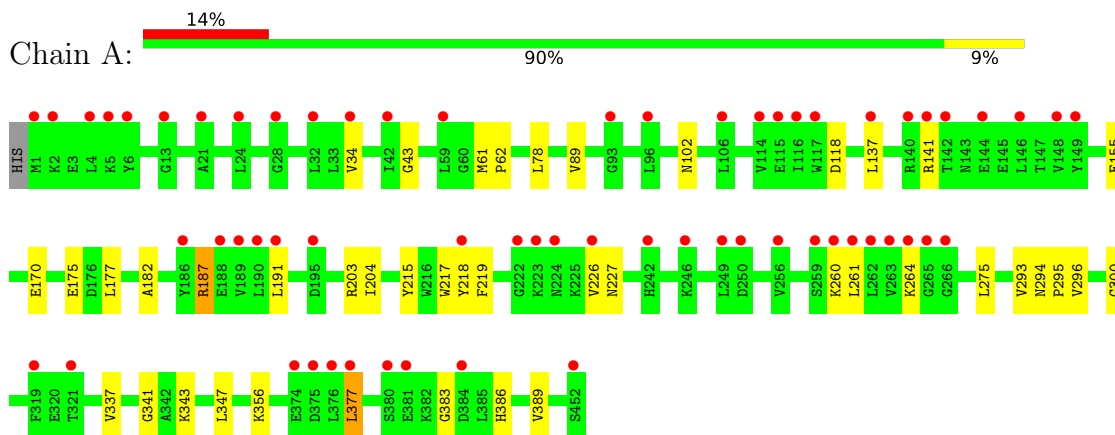 14%
Chain A:
90% 9%
HIS M1 K2 E3 L4 K5 Y6 G13 A21 L24 G28 L32 L33 V34 I42 G43 L59 G60 M61 P62 L78 V89 G93 L96 N102 L106 V114 E115 I116 W117 D118 L137 R140 R141 T142 N143 E144 E145 L146 T147 V148 Y149 E155
E170 E175 D176 L177 A182 Y186 R187 E188 V189 L190 L191 D195 R203 I204 Y215 W216 W217 Y218 F219 G222 K223 N224 K225 V226 N227 H242 K246 L249 D250 V256 S259 K260 L261 L262 V263 K264 G265 G266 L275 V293 N294 P295 V296
F319 E320 T321 V337 G341 A342 K343 L347 K356 E374 D375 L376 L377 S380 E381 K382 G383 D384 L385 H386 V389 S452